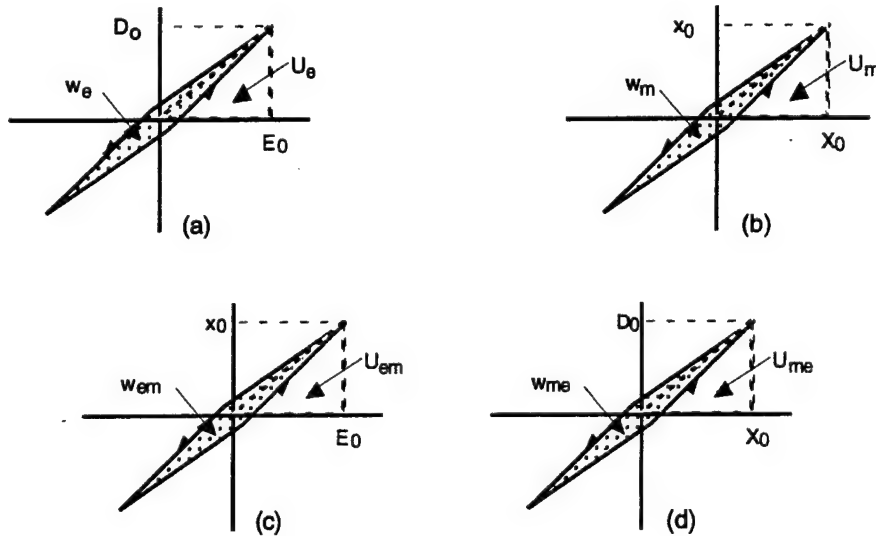 D₀
wₑ
Uₑ
E₀
(a)
x₀
wₘ
Uₘ
X₀
(b)
x₀
wₑₘ
Uₑₘ
E₀
(c)
D₀
wₘₑ
Uₘₑ
X₀
(d)